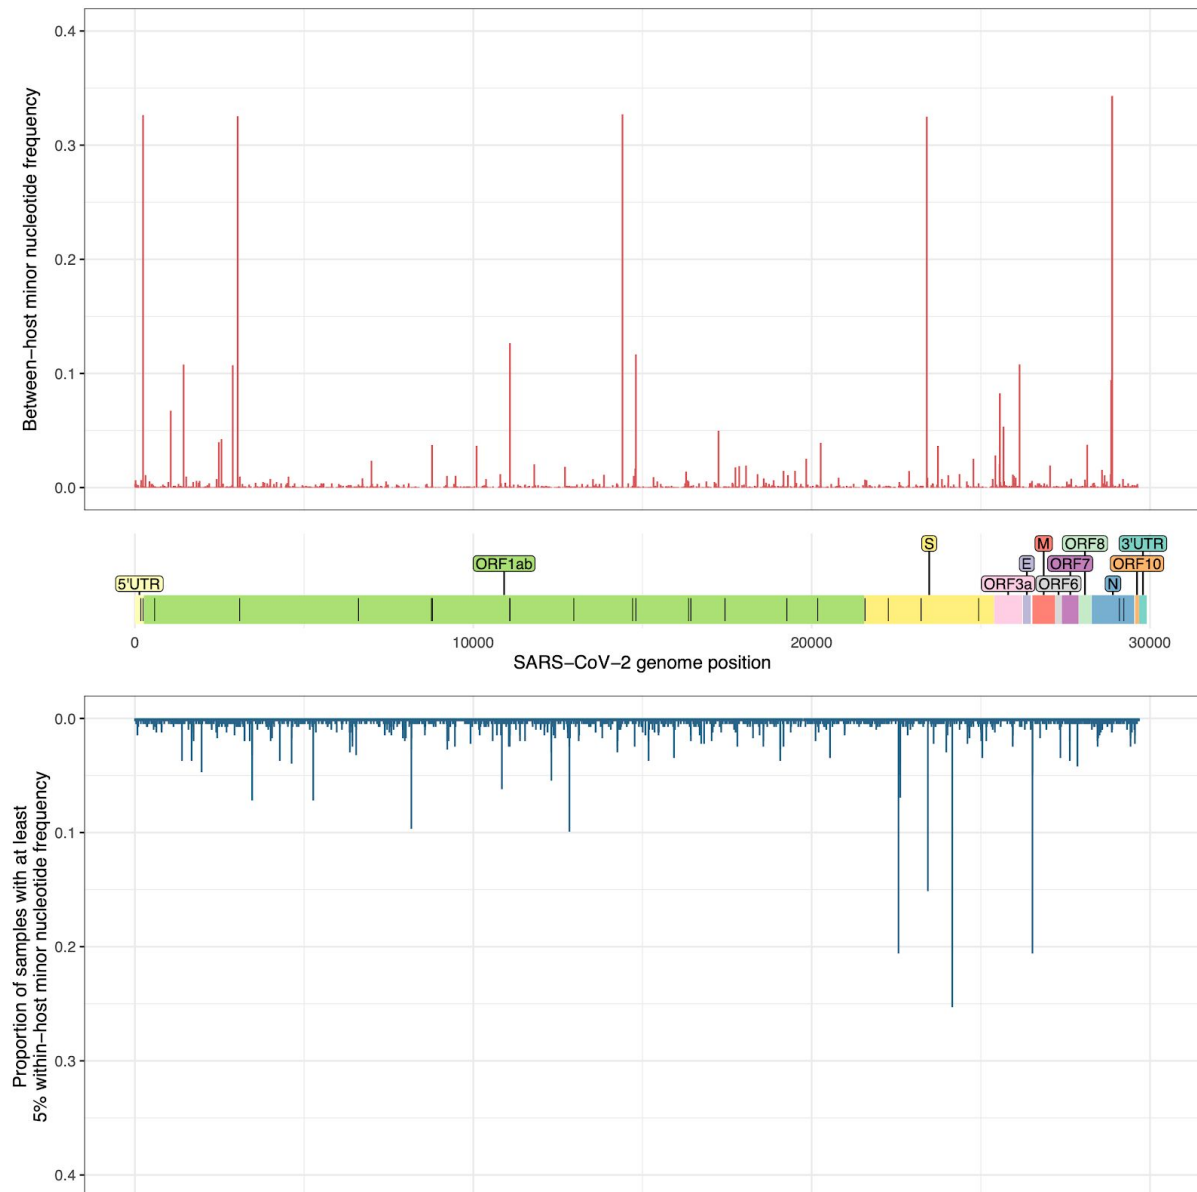 Between−host minor nucleotide frequency
0.4
0.3
0.2
0.1
0.0
S
M
ORF8
3'UTR
ORF1ab
E
ORF7
ORF10
5'UTR
ORF3a
ORF6
N
0
10000
20000
30000
SARS−CoV−2 genome position
Proportion of samples with at least
5% within−host minor nucleotide frequency
0.0
0.1
0.2
0.3
0.4